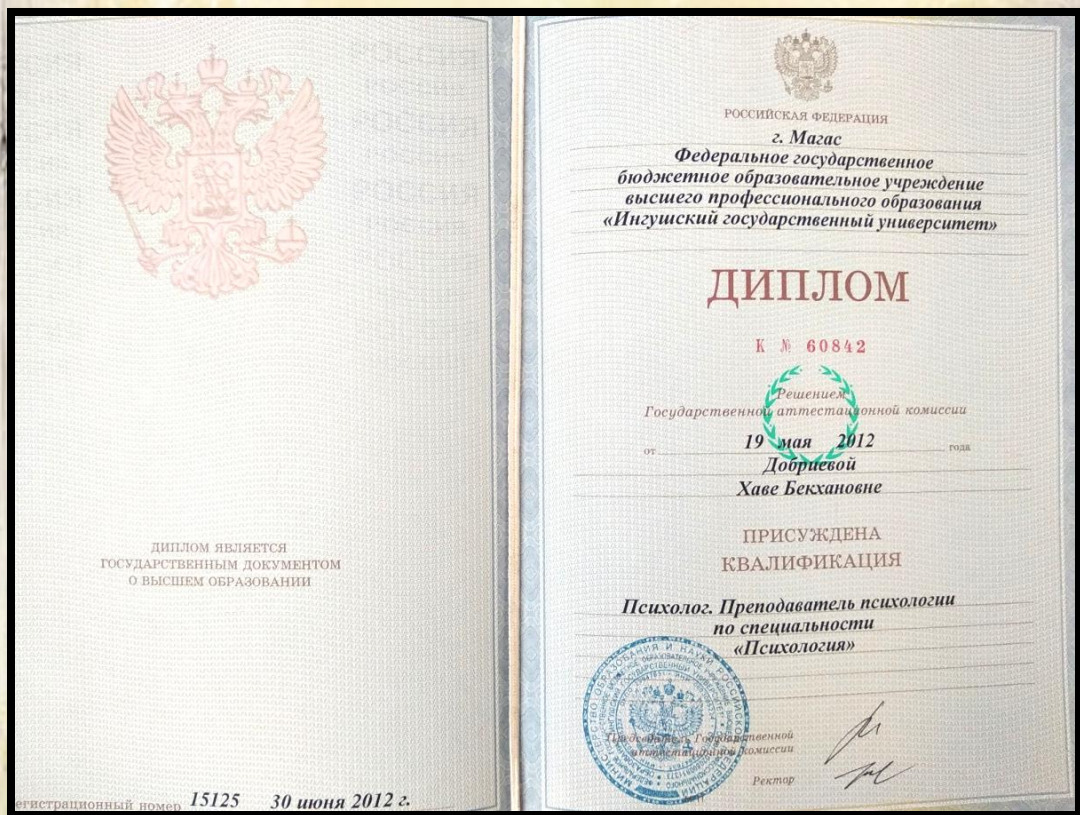 ДИПЛОМ ЯВЛЯЕТСЯ
ГОСУДАРСТВЕННЫМ ДОКУМЕНТОМ
О ВЫСШЕМ ОБРАЗОВАНИИ
егистрационный номер 15125 30 июня 2012 г.
РОССИЙСКАЯ ФЕДЕРАЦИЯ
г. Магас
Федеральное государственное
бюджетное образовательное учреждение
высшего профессионального образования
«Ингушский государственный университет»
ДИПЛОМ
К № 60842
Решением
Государственной аттестационной комиссии
от 19 мая 2012 года
Добриевой
Хаве Бекхановне
ПРИСУЖДЕНА
КВАЛИФИКАЦИЯ
Психолог. Преподаватель психологии
по специальности
«Психология»
Председатель Государственной
аттестационной комиссии
Ректор